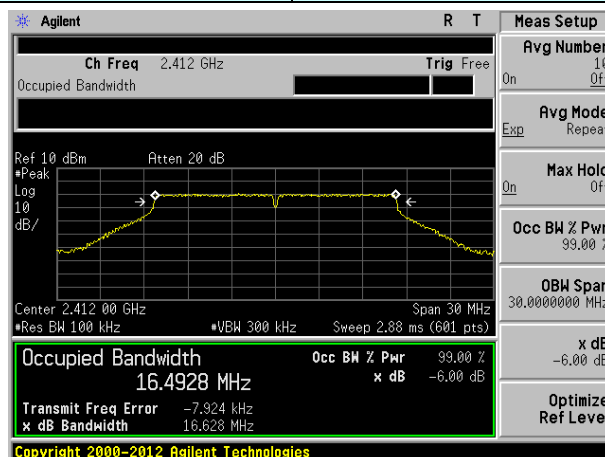 Agilent R T Meas Setup
Ch Freq 2.412 GHz Trig Free
Occupied Bandwidth
Avg Number
10
On Off
Avg Mode
Exp Repeat
Max Hold
On Off
Occ BW % Pwr
99.00 %
OBW Span
30.0000000 MHz
x dB
-6.00 dB
Optimize
Ref Level
Ref 10 dBm Atten 20 dB
#Peak
Log
10
dB/
Center 2.412 00 GHz Span 30 MHz
#Res BW 100 kHz #VBW 300 kHz Sweep 2.88 ms (601 pts)
Occupied Bandwidth Occ BW % Pwr 99.00 %
16.4928 MHz x dB -6.00 dB
Transmit Freq Error -7.924 kHz
x dB Bandwidth 16.628 MHz
Copyright 2000-2012 Agilent Technologies